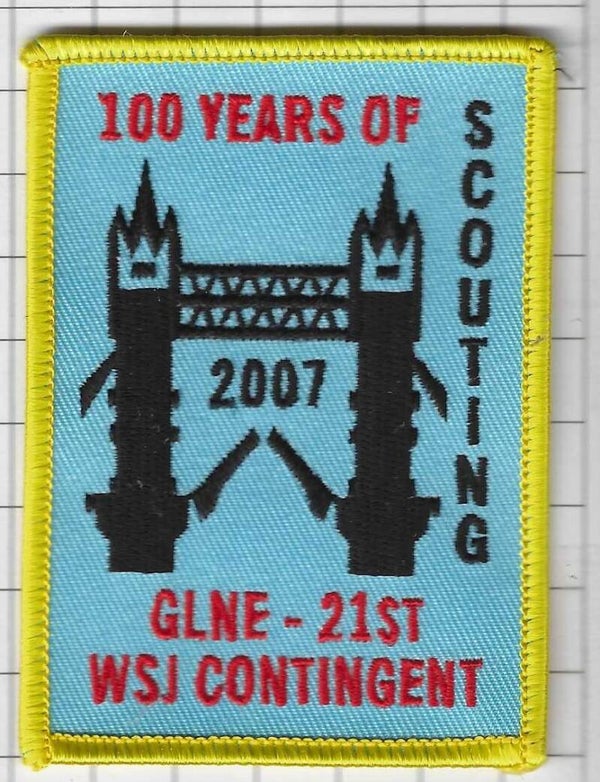 100 YEARS OF
SCOUTING
2007
GLNE - 21ST
WSJ CONTINGENT